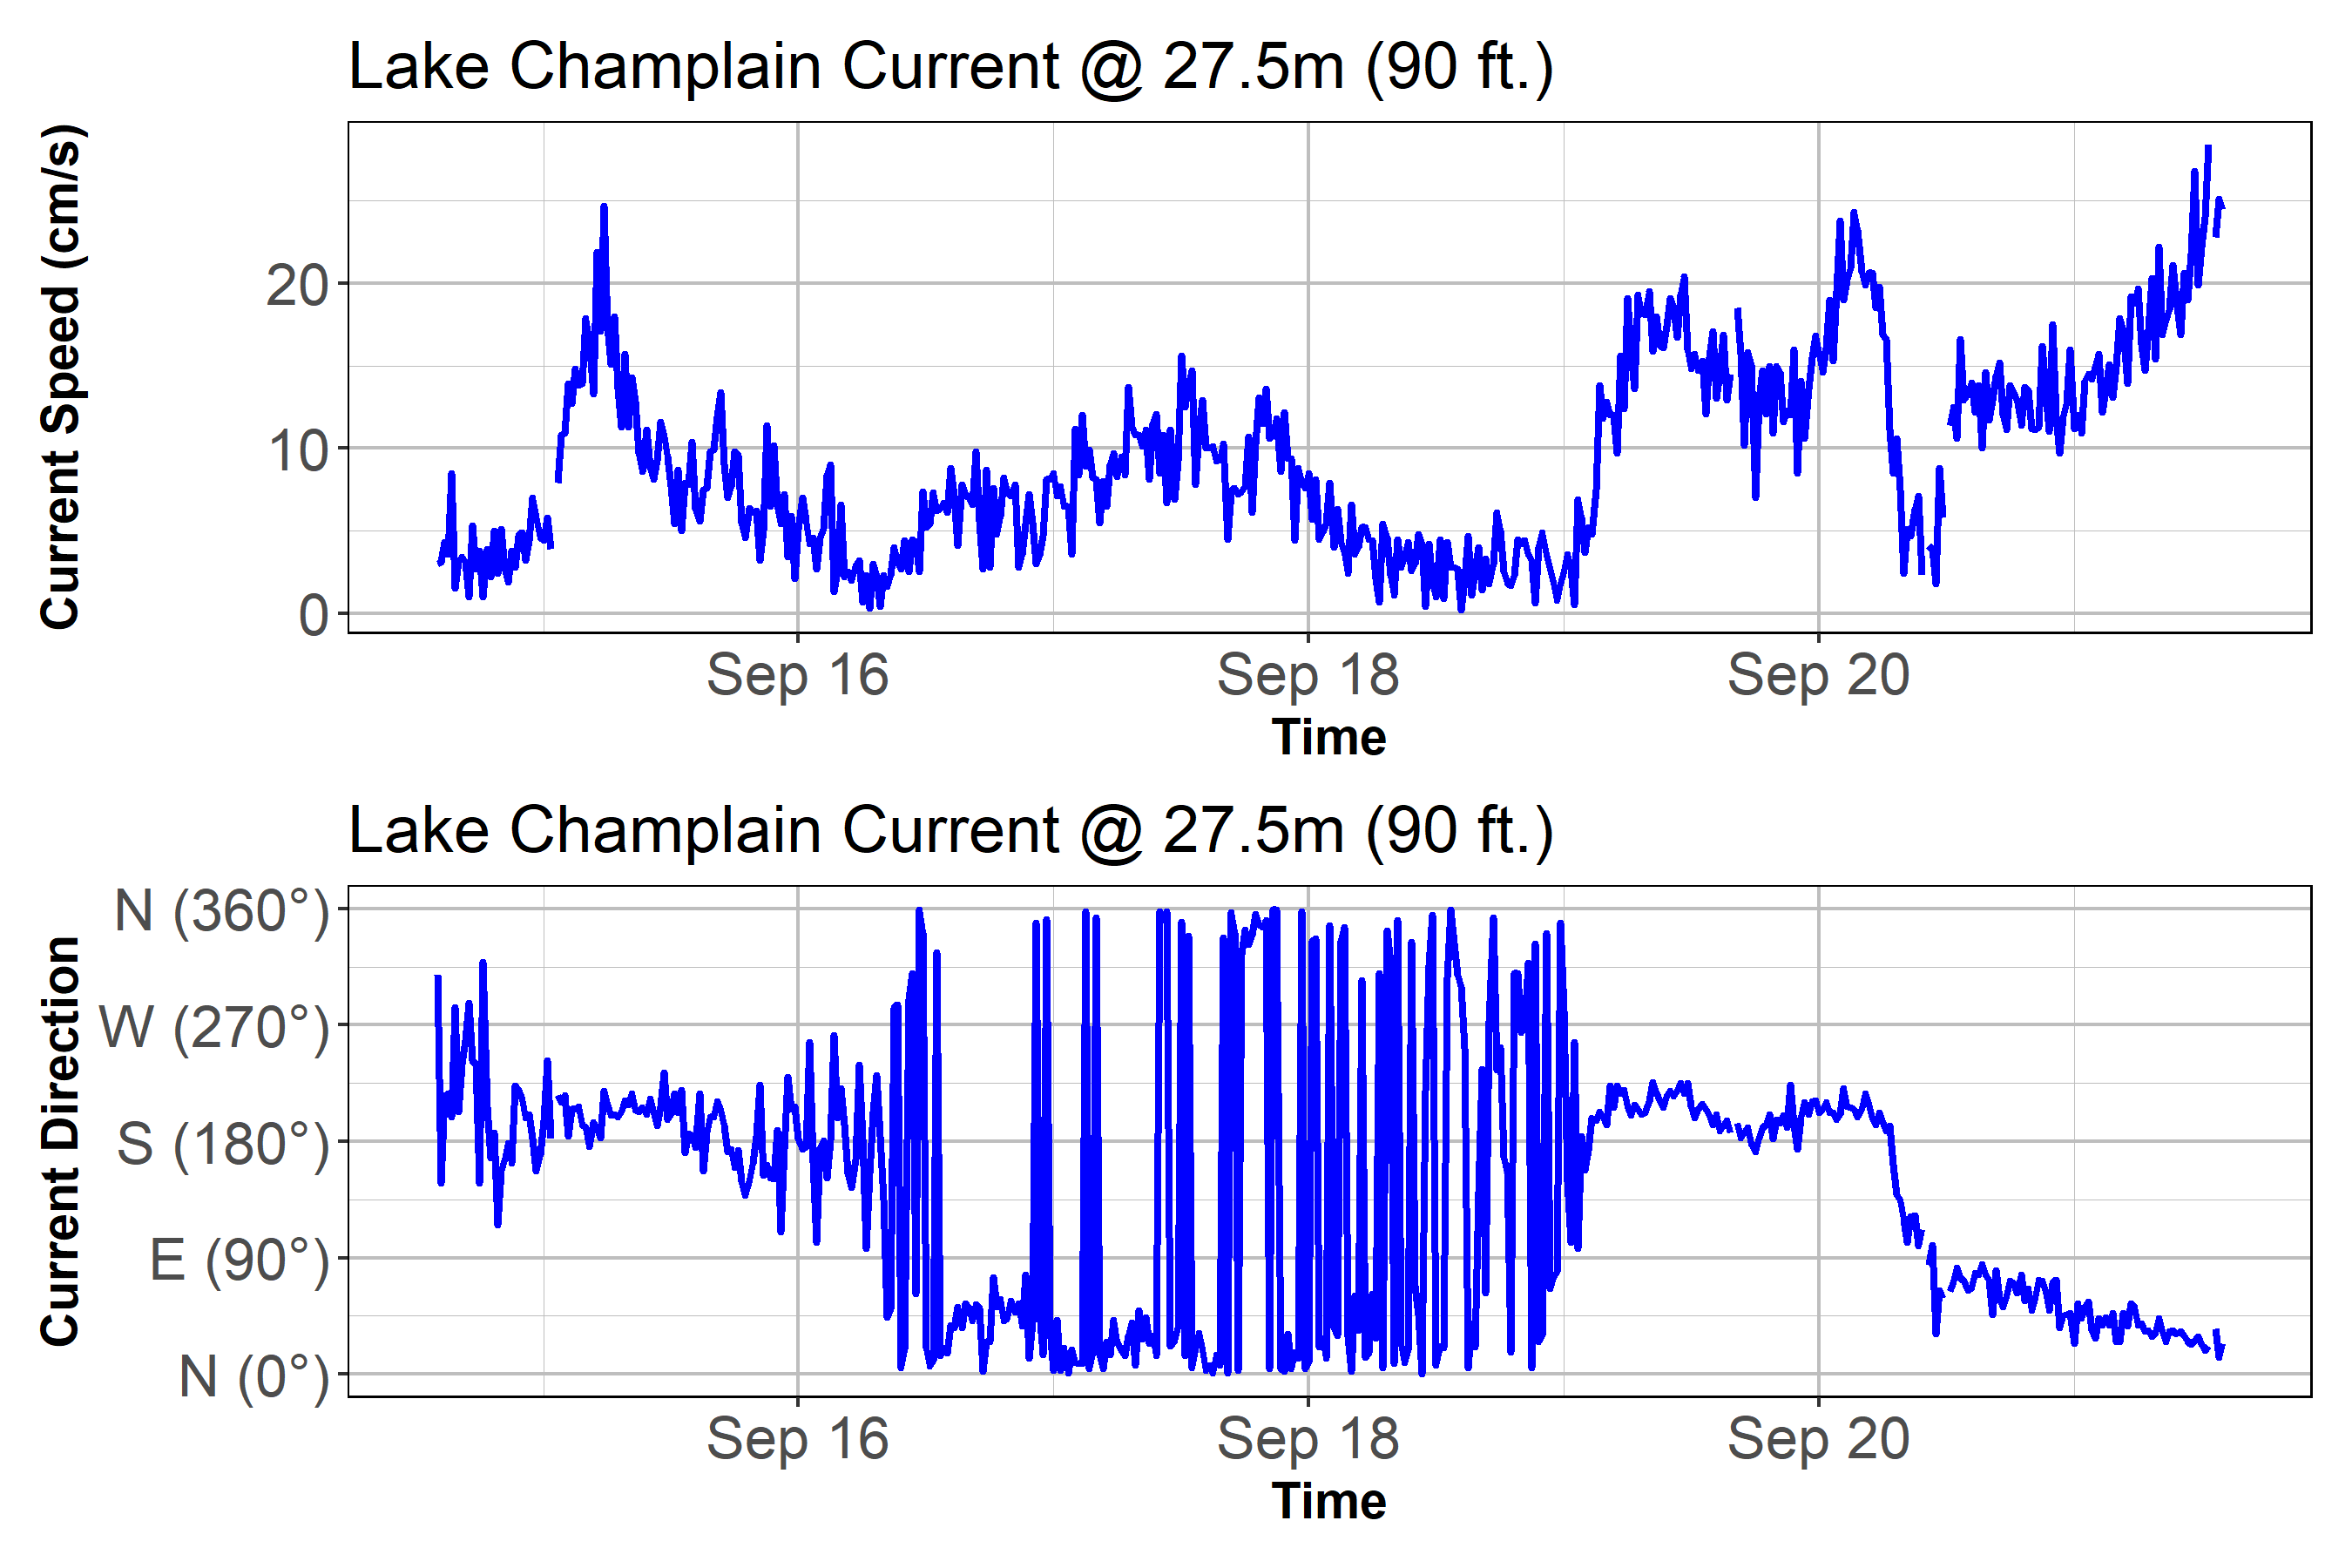 Lake Champlain Current @ 27.5m (90 ft.)
Current Speed (cm/s)
20
10
0
Sep 16
Sep 18
Sep 20
Time
Lake Champlain Current @ 27.5m (90 ft.)
Current Direction
N (360°)
W (270°)
S (180°)
E (90°)
N (0°)
Sep 16
Sep 18
Sep 20
Time